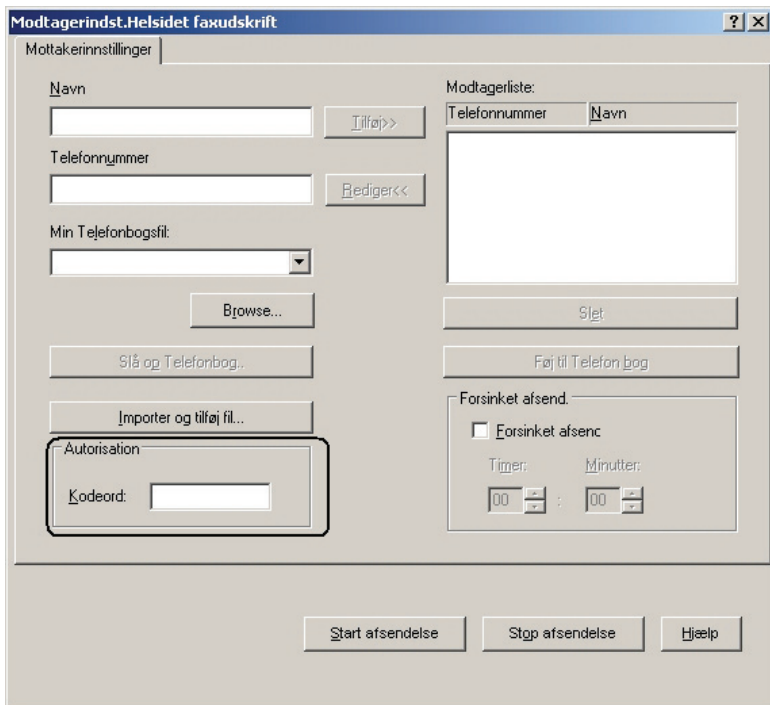 Modtagerindst.Helsidet faxudskrift
Mottakerinnstillinger
Navn
Tilføj>>
Telefonnummer
Rediger<<
Min Telefonbogsfil:
Browse...
Slå op Telefonbog..
Importer og tilføj fil...
Autorisation
Kodeord:
Modtagerliste:
Telefonnummer Navn
Slet
Føj til Telefon bog
Forsinket afsend.
Forsinket afsenc
Timer: Minutter:
00 : 00
Start afsendelse Stop afsendelse Hjælp